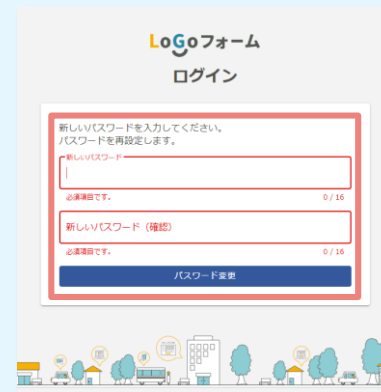 LoGoフォーム
ログイン
新しいパスワードを入力してください。
パスワードを再設定します。
新しいパスワード
必須項目です。 0 / 16
新しいパスワード（確認）
必須項目です。 0 / 16
パスワード変更